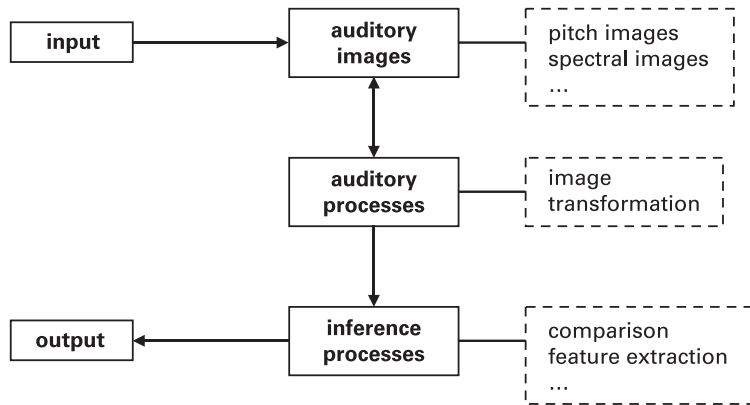 input
auditory
images
pitch images
spectral images
...
auditory
processes
image
transformation
output
inference
processes
comparison
feature extraction
...